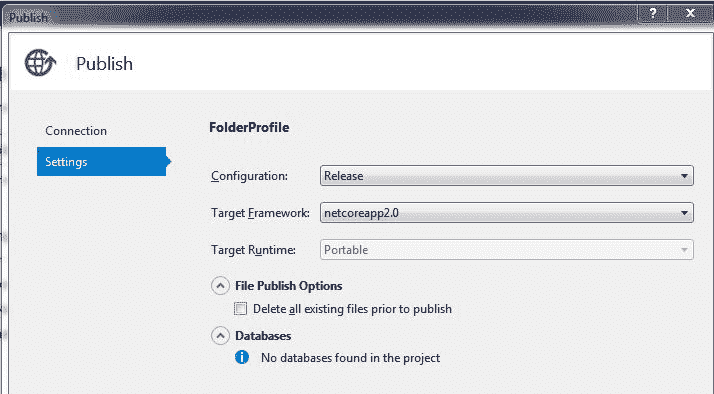 Publish
?
Publish
Connection
Settings
FolderProfile
Configuration: Release
Target Framework: netcoreapp2.0
Target Runtime: Portable
File Publish Options
Delete all existing files prior to publish
Databases
No databases found in the project